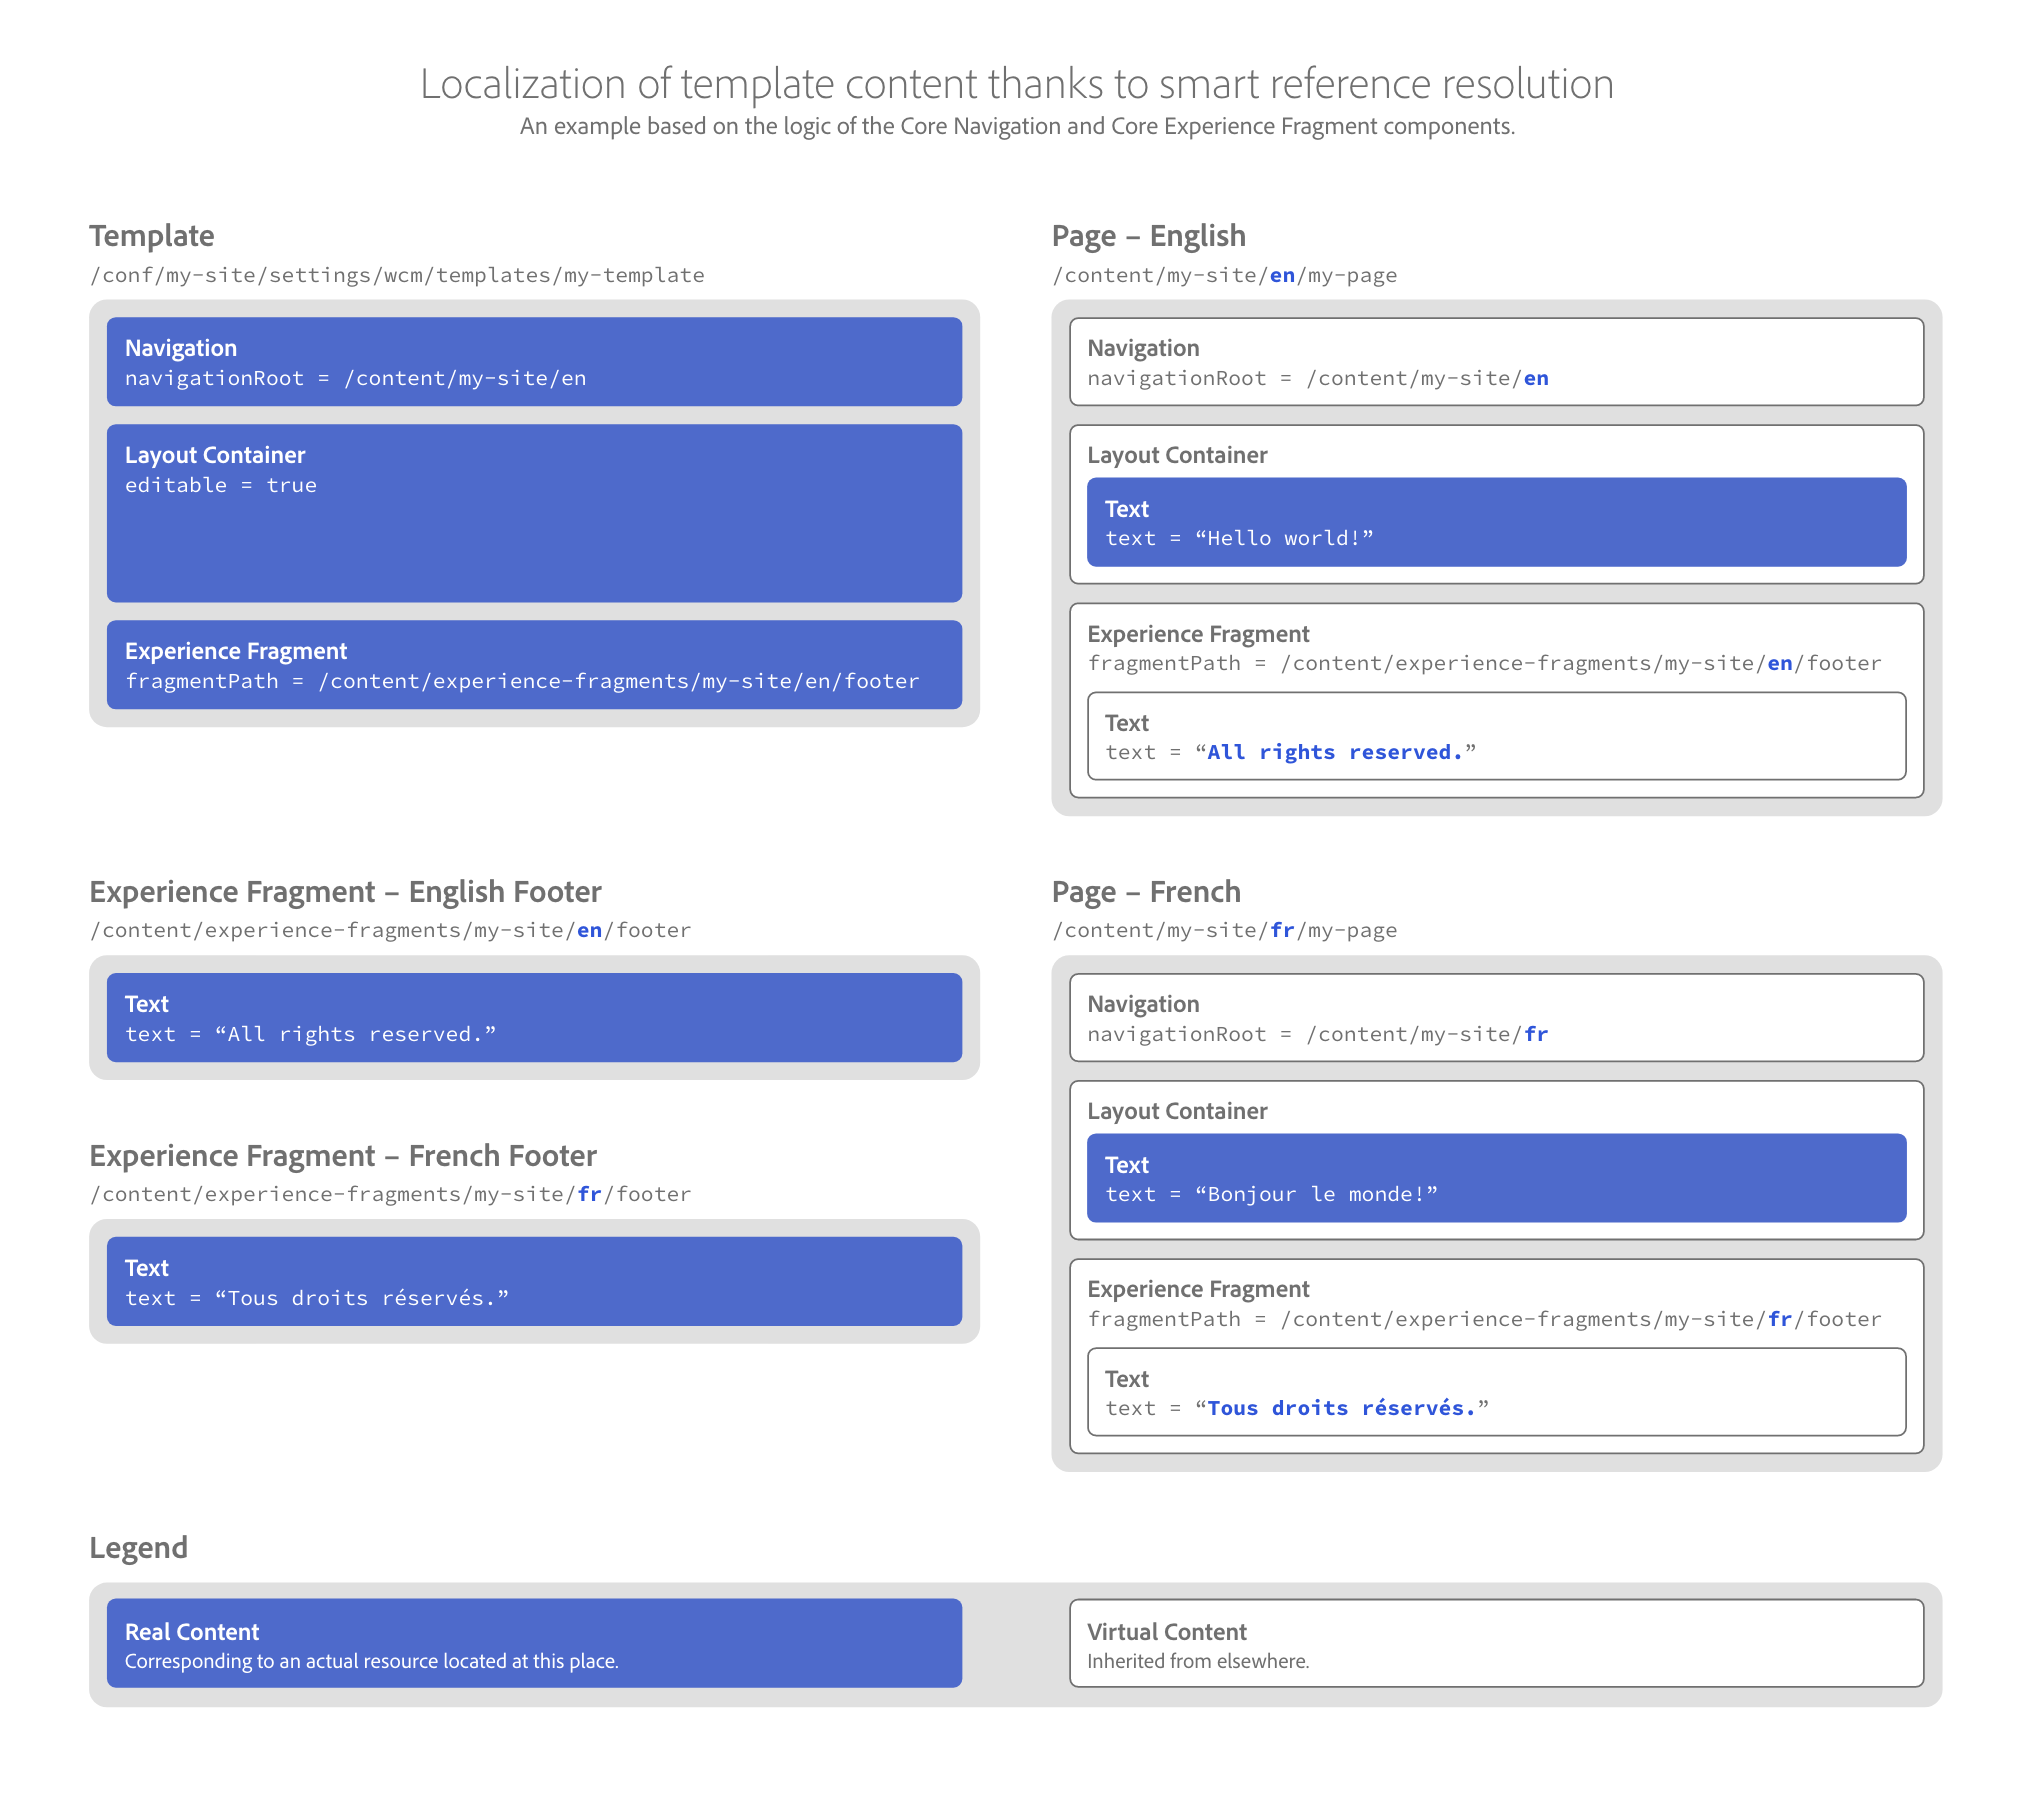 Localization of template content thanks to smart reference resolution
An example based on the logic of the Core Navigation and Core Experience Fragment components.
Template
/conf/my-site/settings/wcm/templates/my-template
Navigation
navigationRoot = /content/my-site/en
Layout Container
editable = true
Experience Fragment
fragmentPath = /content/experience-fragments/my-site/en/footer
Page – English
/content/my-site/en/my-page
Navigation
navigationRoot = /content/my-site/en
Layout Container
Text
text = “Hello world!”
Experience Fragment
fragmentPath = /content/experience-fragments/my-site/en/footer
Text
text = “All rights reserved.”
Experience Fragment – English Footer
/content/experience-fragments/my-site/en/footer
Text
text = “All rights reserved.”
Experience Fragment – French Footer
/content/experience-fragments/my-site/fr/footer
Text
text = “Tous droits réservés.”
Page – French
/content/my-site/fr/my-page
Navigation
navigationRoot = /content/my-site/fr
Layout Container
Text
text = “Bonjour le monde!”
Experience Fragment
fragmentPath = /content/experience-fragments/my-site/fr/footer
Text
text = “Tous droits réservés.”
Legend
Real Content
Corresponding to an actual resource located at this place.
Virtual Content
Inherited from elsewhere.